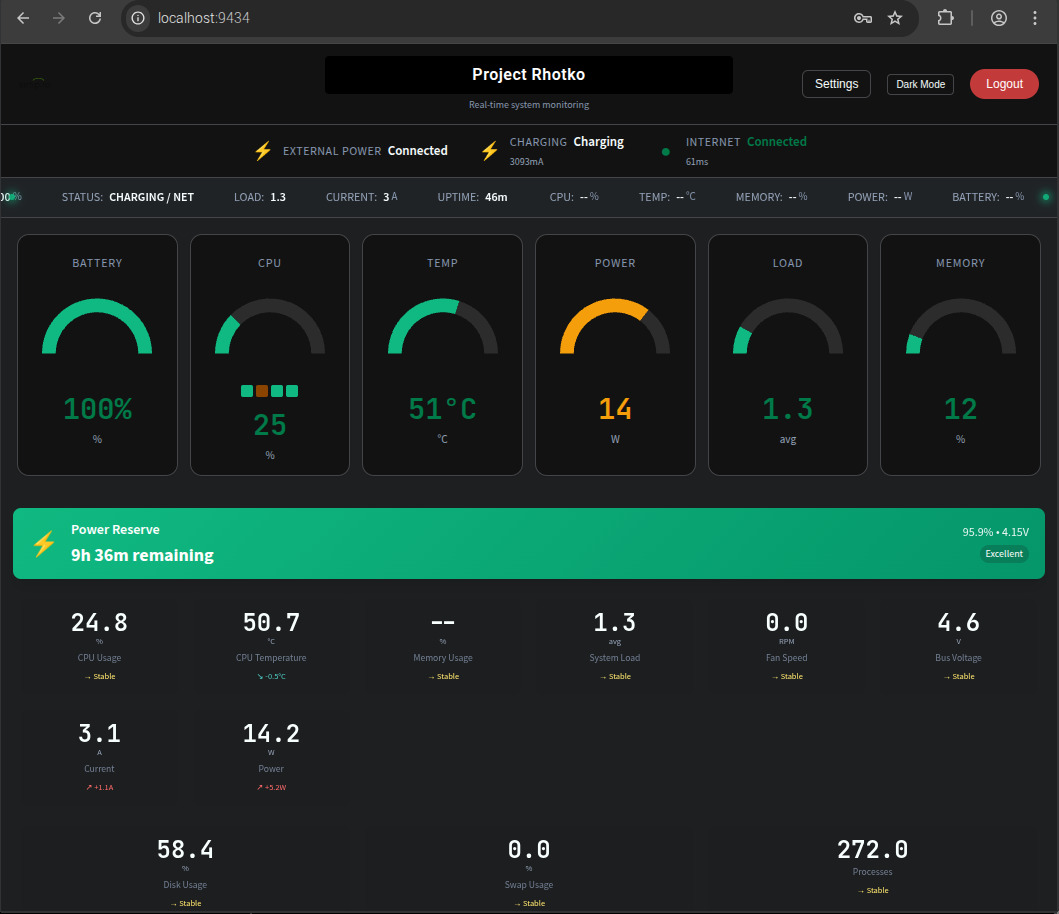 localhost:9434
Project Rhotko
Real-time system monitoring
Settings
Dark Mode
Logout
EXTERNAL POWER Connected
CHARGING Charging
3093mA
INTERNET Connected
61ms
STATUS: CHARGING / NET LOAD: 1.3 CURRENT: 3 A UPTIME: 46m CPU: -- % TEMP: -- °C MEMORY: -- % POWER: -- W BATTERY: -- %
BATTERY
100%
%
CPU
25
%
TEMP
51°C
°C
POWER
14
W
LOAD
1.3
avg
MEMORY
12
%
Power Reserve
9h 36m remaining
95.9% • 4.15V
Excellent
24.8
%
CPU Usage
→ Stable
50.7
°C
CPU Temperature
↘ -0.5°C
--
%
Memory Usage
→ Stable
1.3
avg
System Load
→ Stable
0.0
RPM
Fan Speed
→ Stable
4.6
V
Bus Voltage
→ Stable
3.1
A
Current
↗ +1.1A
14.2
W
Power
↗ +5.2W
58.4
%
Disk Usage
→ Stable
0.0
%
Swap Usage
→ Stable
272.0
Processes
→ Stable